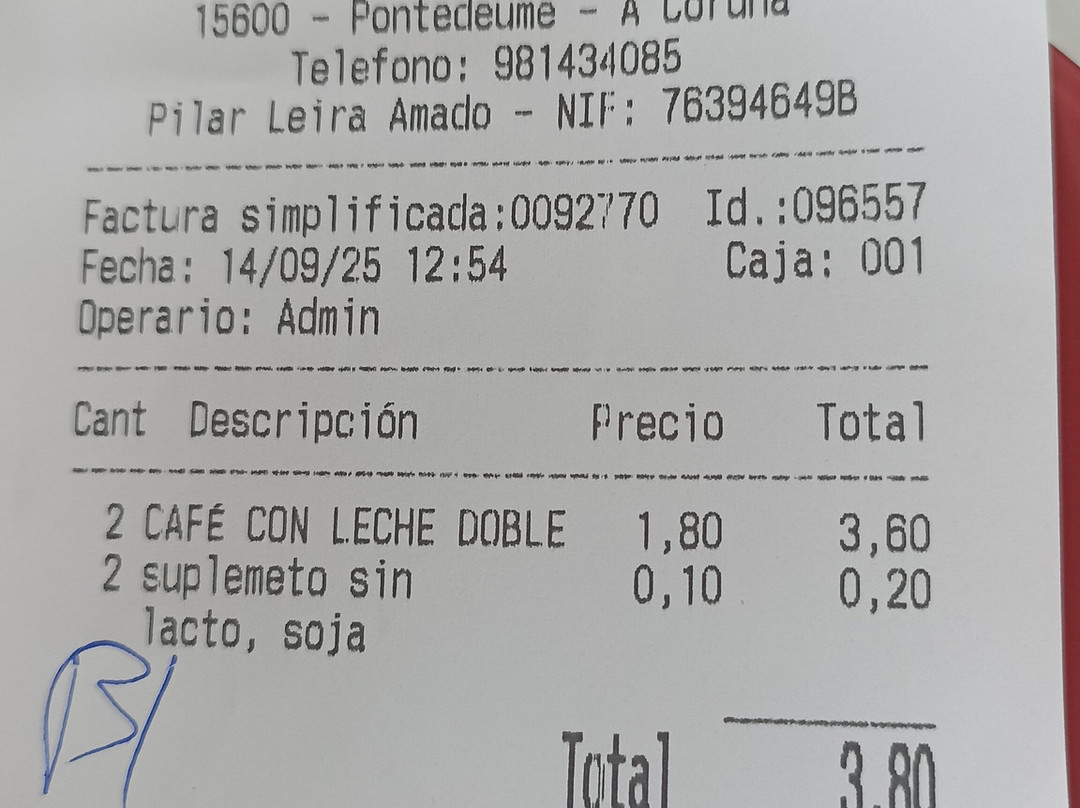 15600 - Pontedeume - A Coruña
Telefono: 981434085
Pilar Leira Amado - NIF: 76394649B
Factura simplificada:0092770 Id.:096557
Fecha: 14/09/25 12:54 Caja: 001
Operario: Admin
Cant Descripción Precio Total
2 CAFÉ CON LECHE DOBLE 1,80 3,60
2 suplemeto sin 0,10 0,20
lacto, soja
Total 3,80